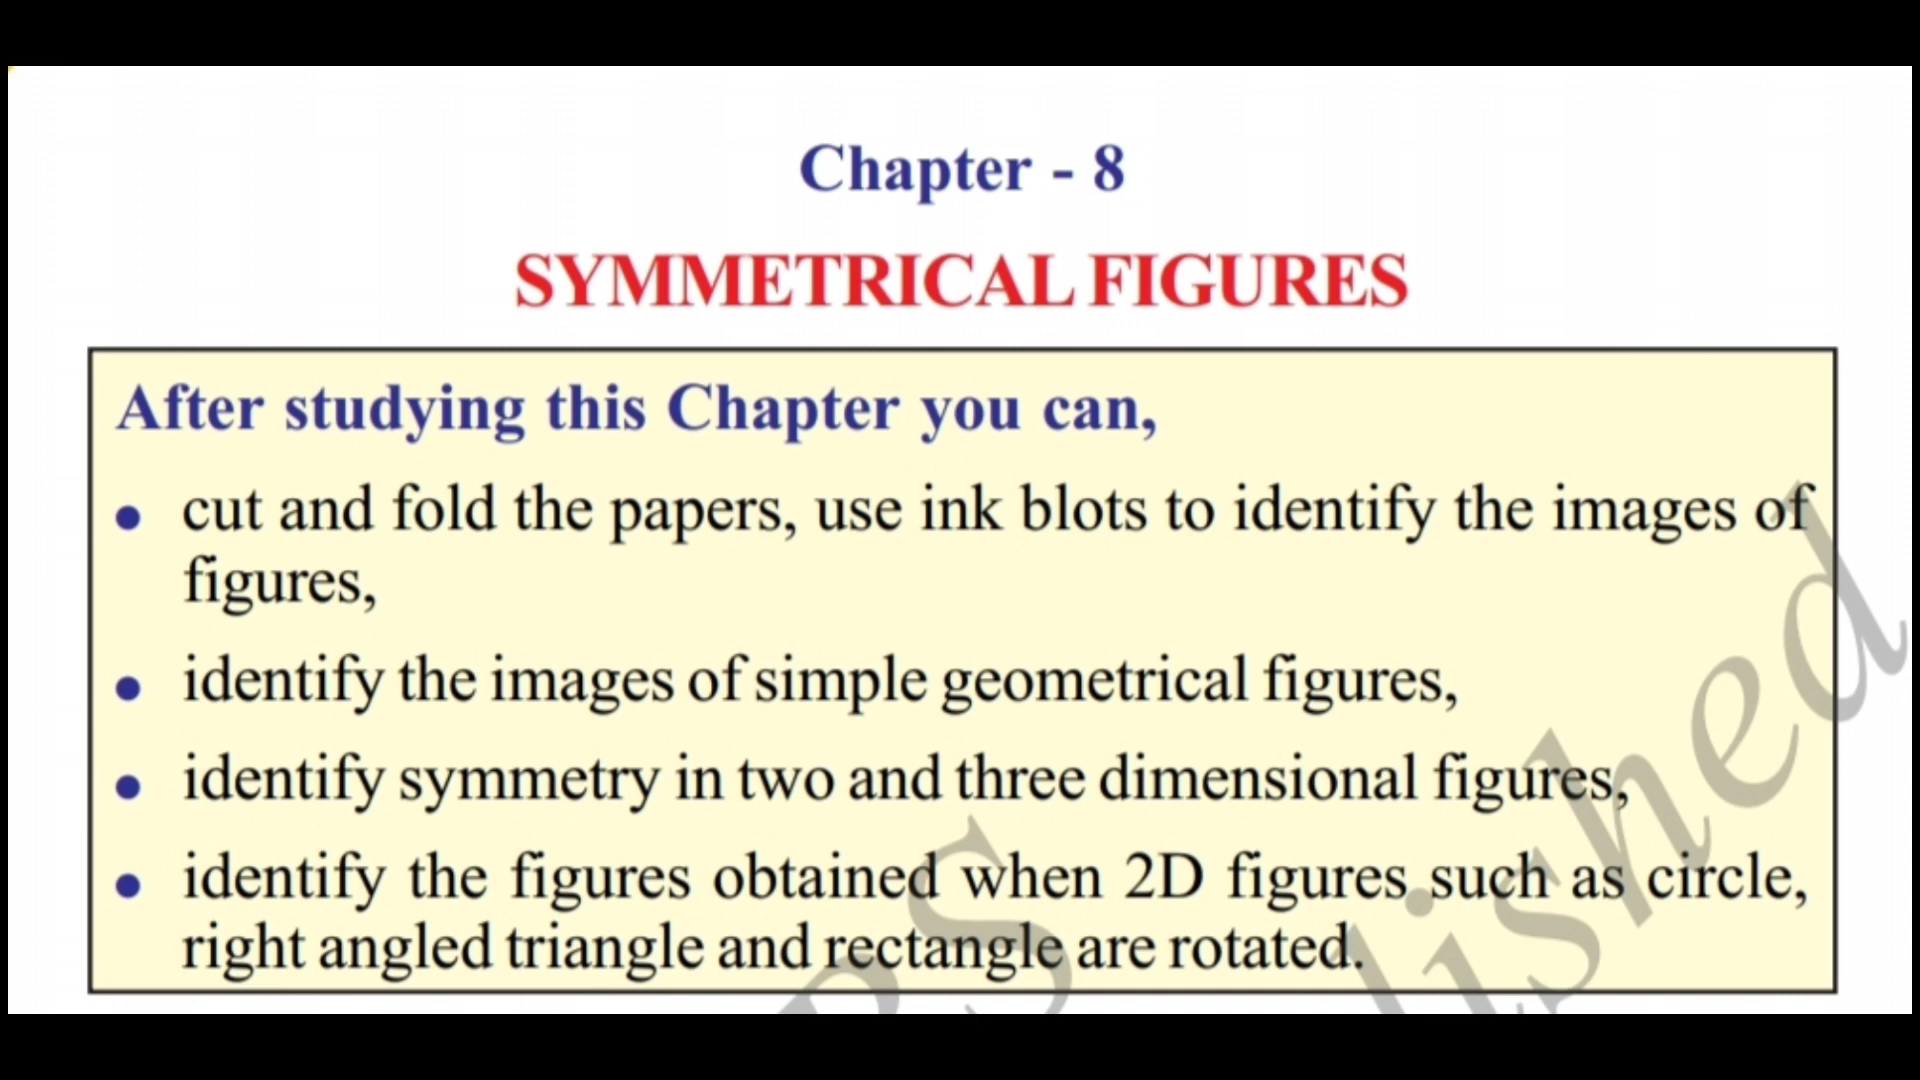 Chapter - 8
SYMMETRICAL FIGURES
After studying this Chapter you can,
● cut and fold the papers, use ink blots to identify the images of
figures,
● identify the images of simple geometrical figures,
● identify symmetry in two and three dimensional figures,
● identify the figures obtained when 2D figures such as circle,
right angled triangle and rectangle are rotated.